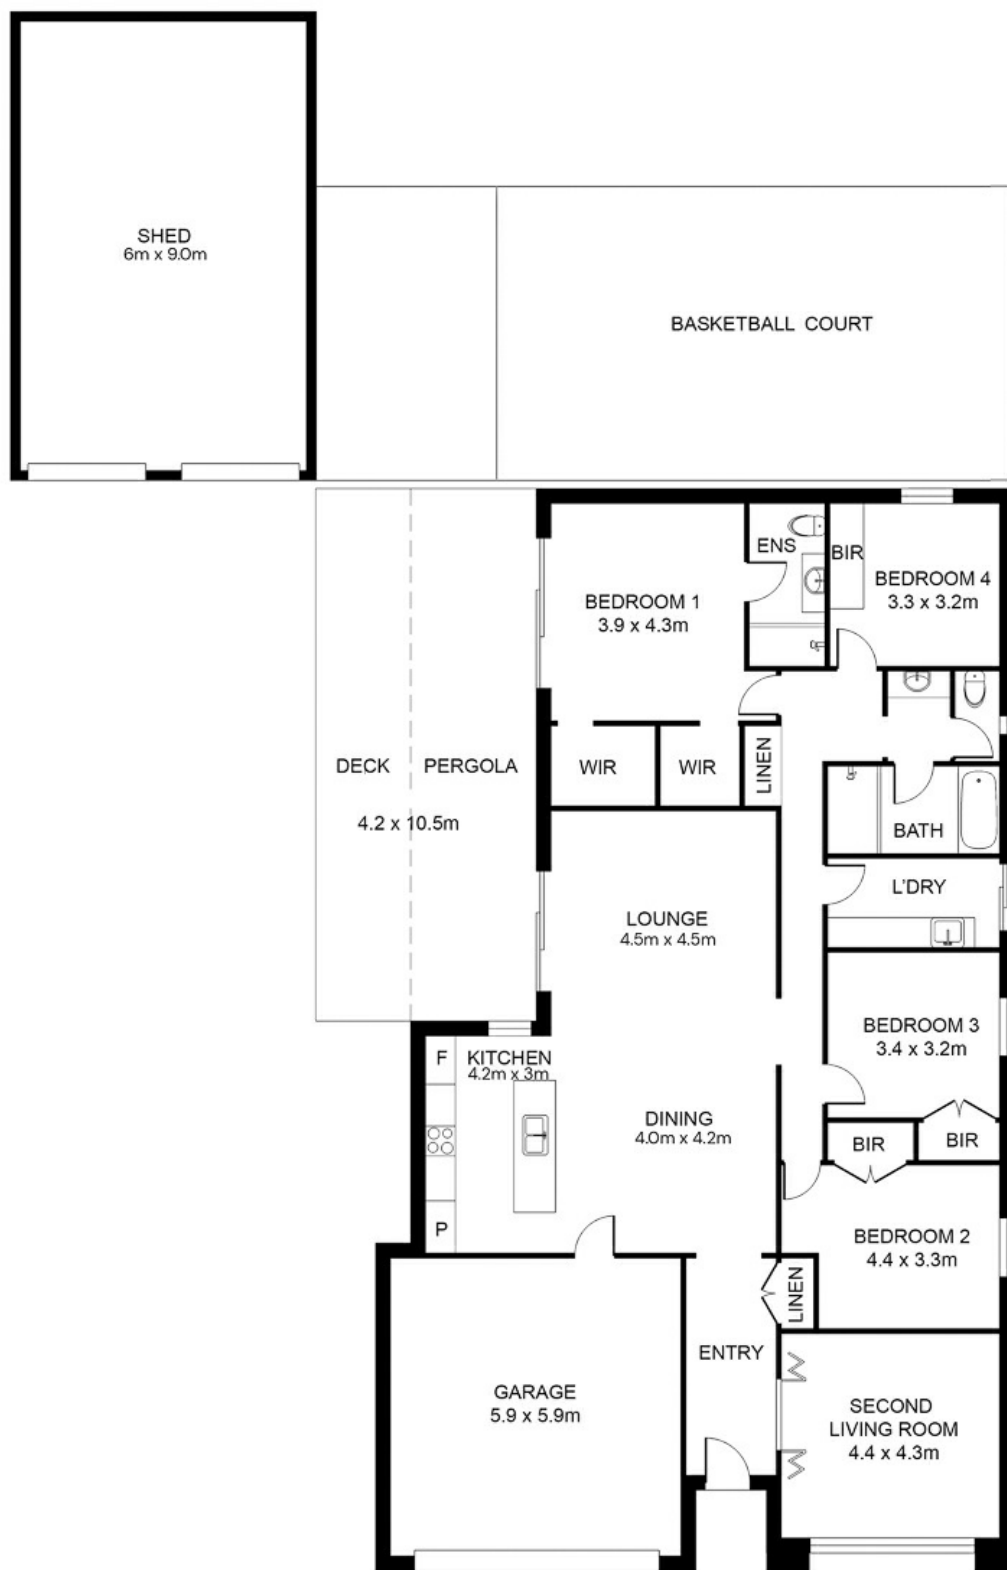 SHED
6m x 9.0m
BASKETBALL COURT
ENS
BIR
BEDROOM 4
3.3 x 3.2m
BEDROOM 1
3.9 x 4.3m
DECK
PERGOLA
4.2 x 10.5m
WIR
WIR
LINEN
BATH
L'DRY
LOUNGE
4.5m x 4.5m
BEDROOM 3
3.4 x 3.2m
F
KITCHEN
4.2m x 3m
DINING
4.0m x 4.2m
BIR
BIR
P
BEDROOM 2
4.4 x 3.3m
LINEN
ENTRY
GARAGE
5.9 x 5.9m
SECOND
LIVING ROOM
4.4 x 4.3m